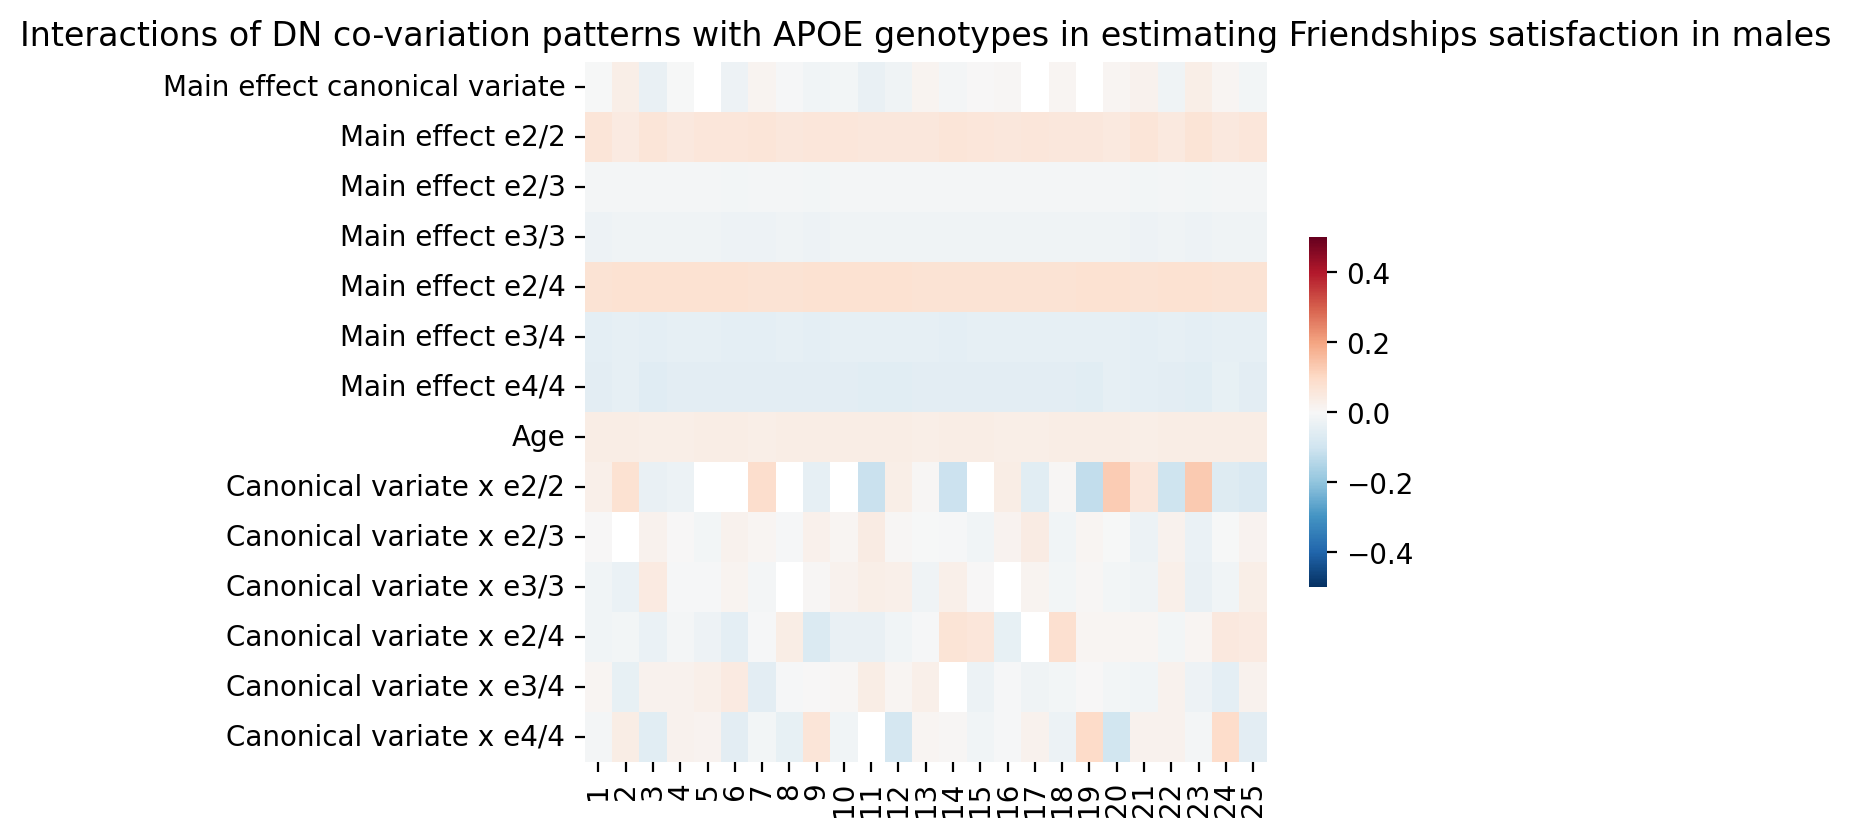 Interactions of DN co-variation patterns with APOE genotypes in estimating Friendships satisfaction in males
Main effect canonical variate
Main effect e2/2
Main effect e2/3
Main effect e3/3
Main effect e2/4
Main effect e3/4
Main effect e4/4
Age
Canonical variate x e2/2
Canonical variate x e2/3
Canonical variate x e3/3
Canonical variate x e2/4
Canonical variate x e3/4
Canonical variate x e4/4
1 2 3 4 5 6 7 8 9 10 11 12 13 14 15 16 17 18 19 20 21 22 23 24 25
0.4
0.2
0.0
−0.2
−0.4